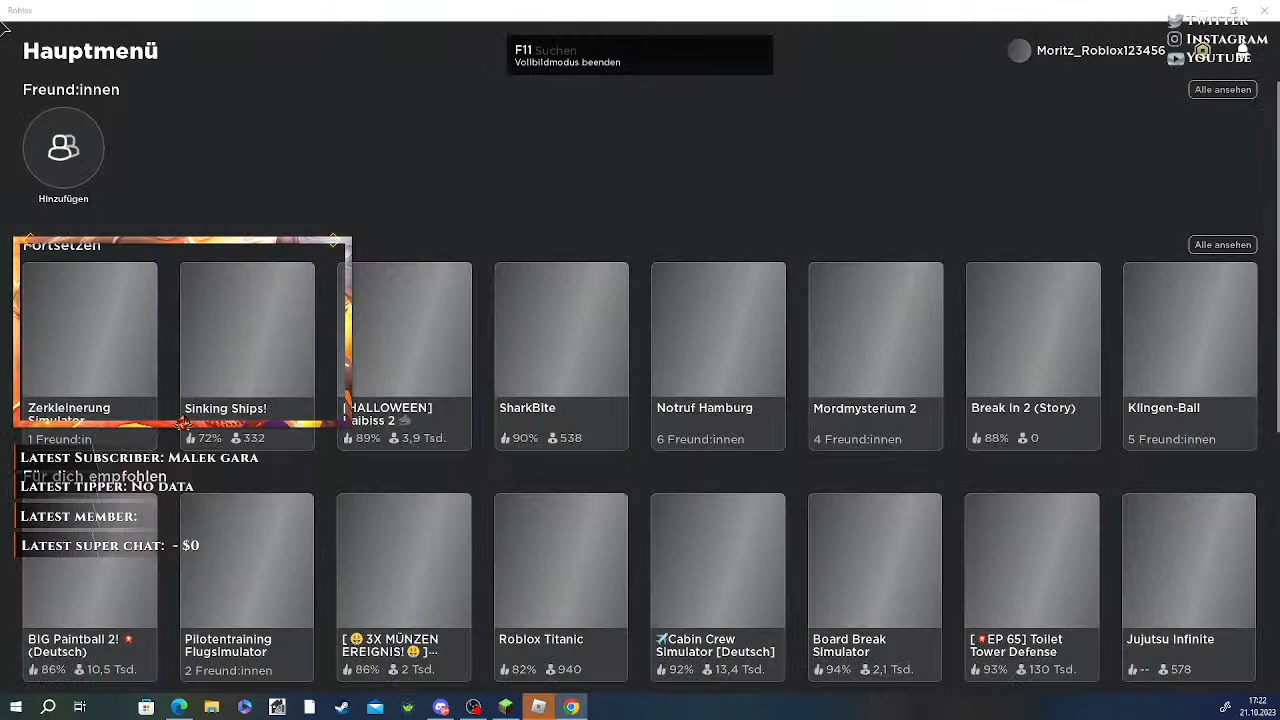 Roblox
TWITTER
INSTAGRAM
YOUTUBE
Hauptmenü
F11 Suchen
Vollbildmodus beenden
Moritz_Roblox123456
Freund:innen
Alle ansehen
Hinzufügen
Fortsetzen
Alle ansehen
Zerkleinerung
Simulator
1 Freund:in
Sinking Ships!
72% 332
[HALLOWEEN]
aibiss 2
89% 3,9 Tsd.
SharkBite
90% 538
Notruf Hamburg
6 Freund:innen
Mordmysterium 2
4 Freund:innen
Break In 2 (Story)
88% 0
Klingen-Ball
5 Freund:innen
LATEST SUBSCRIBER: MALEK GARA
Für dich empfohlen
LATEST TIPPER: NO DATA
LATEST MEMBER:
LATEST SUPER CHAT: - $0
BIG Paintball 2! 💥
(Deutsch)
86% 10,5 Tsd.
Pilotentraining
Flugsimulator
2 Freund:innen
[🤑3X MÜNZEN
EREIGNIS!🤑]...
86% 2 Tsd.
Roblox Titanic
82% 940
✈️Cabin Crew
Simulator [Deutsch]
92% 13,4 Tsd.
Board Break
Simulator
94% 2,1 Tsd.
[💥EP 65] Toilet
Tower Defense
93% 130 Tsd.
Jujutsu Infinite
-- 578
17:22
21.10.2023